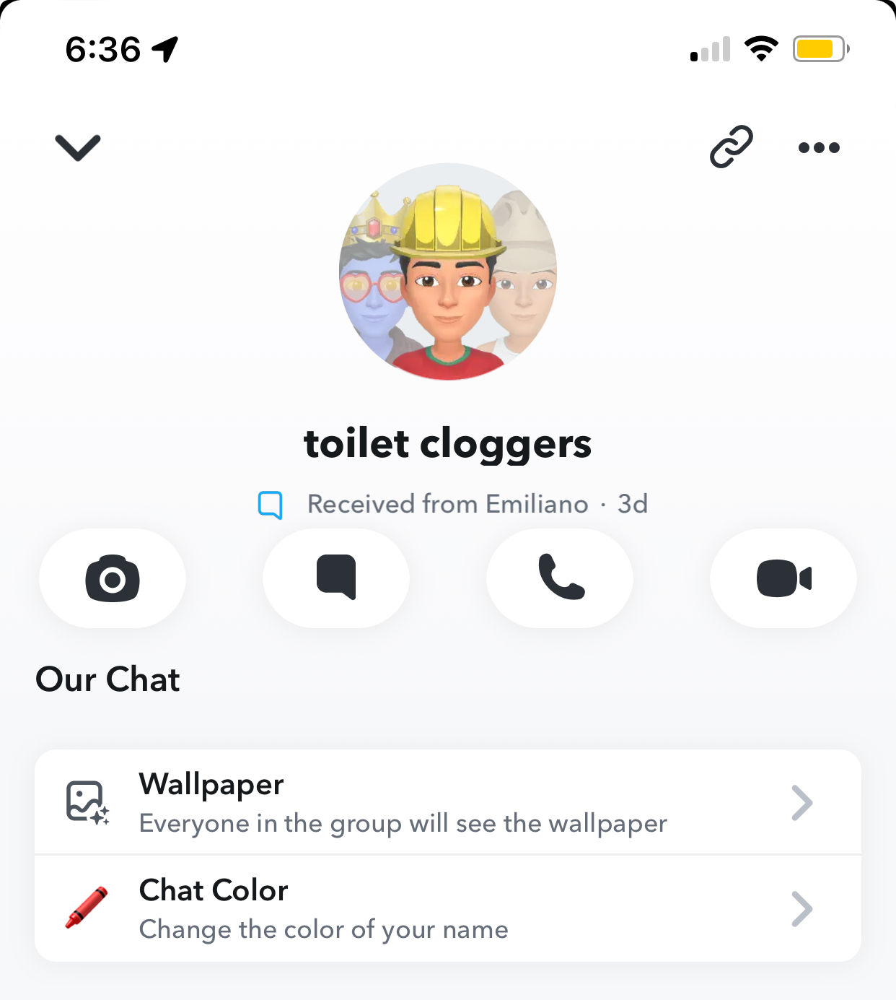 6:36
toilet cloggers
Received from Emiliano · 3d
Our Chat
Wallpaper
Everyone in the group will see the wallpaper
Chat Color
Change the color of your name